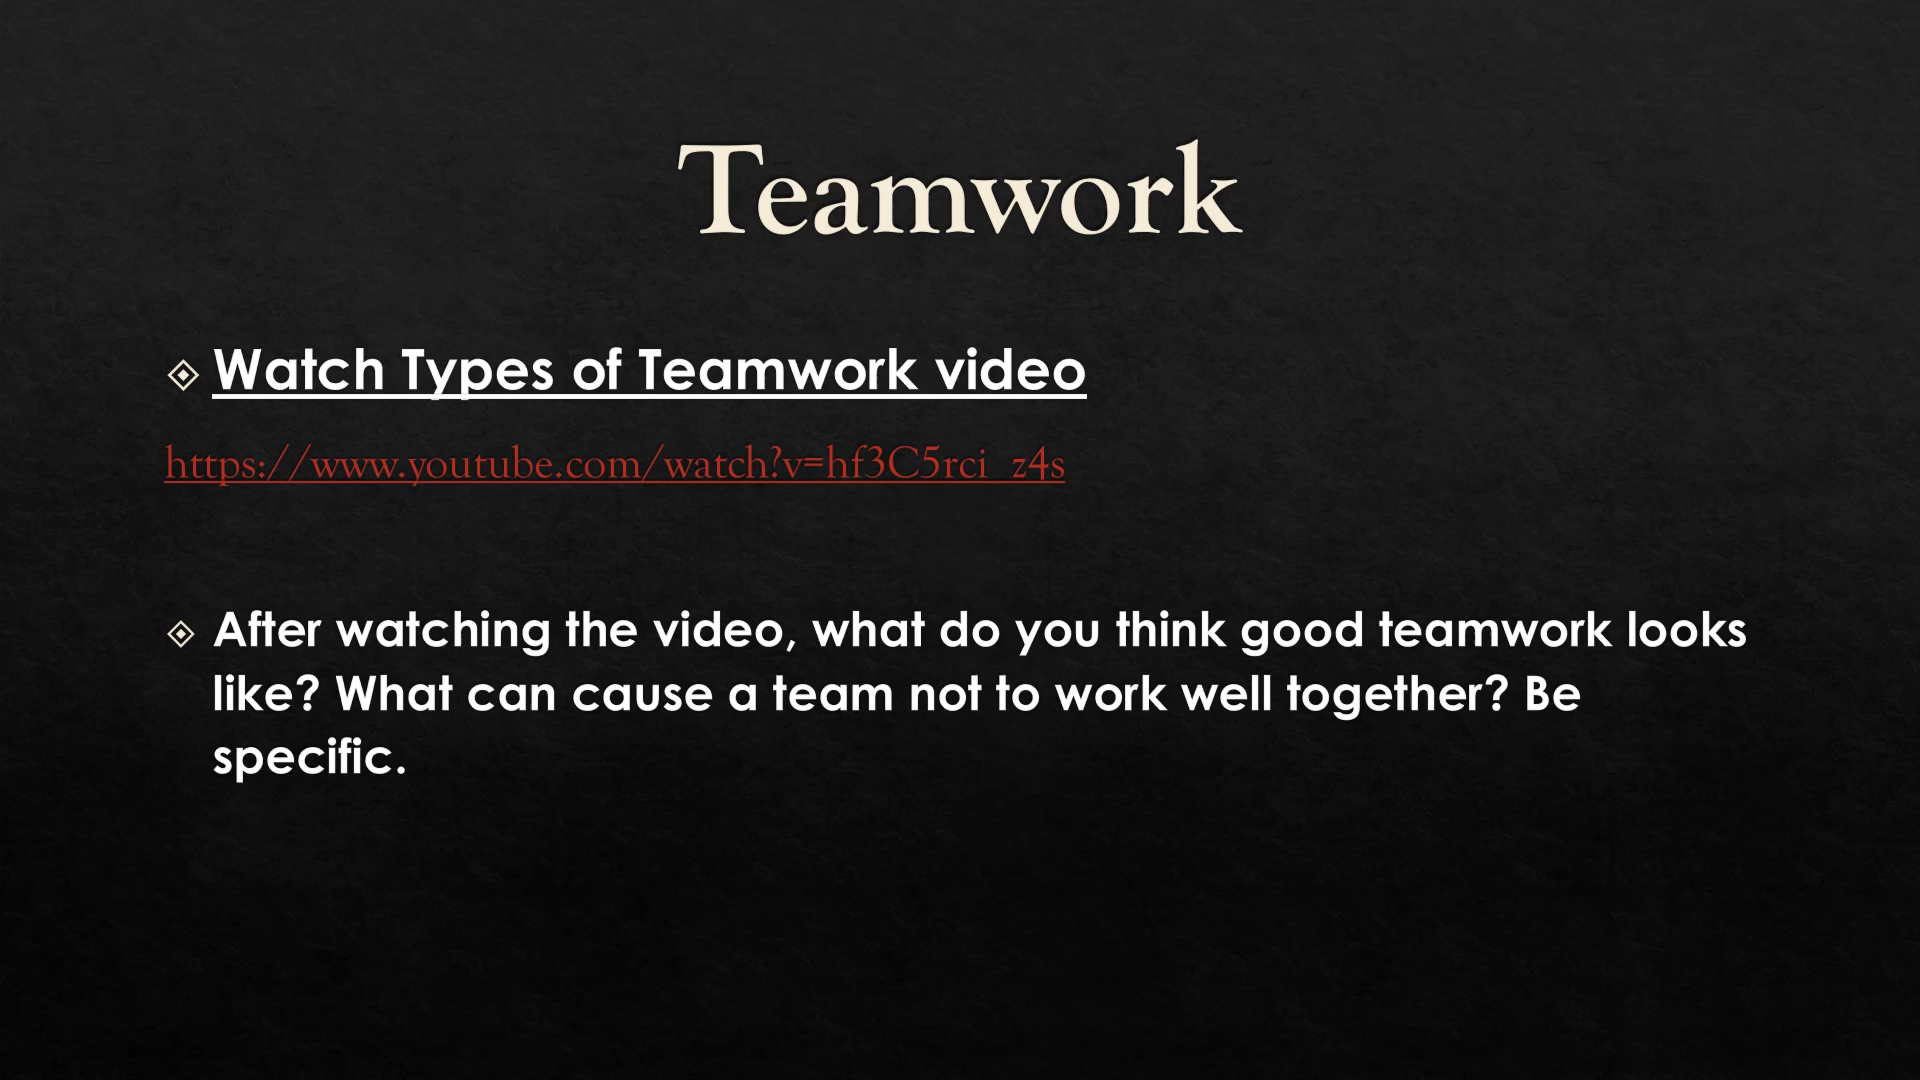 Teamwork
Watch Types of Teamwork video
https://www.youtube.com/watch?v=hf3C5rci_z4s
After watching the video, what do you think good teamwork looks
like? What can cause a team not to work well together? Be
specific.